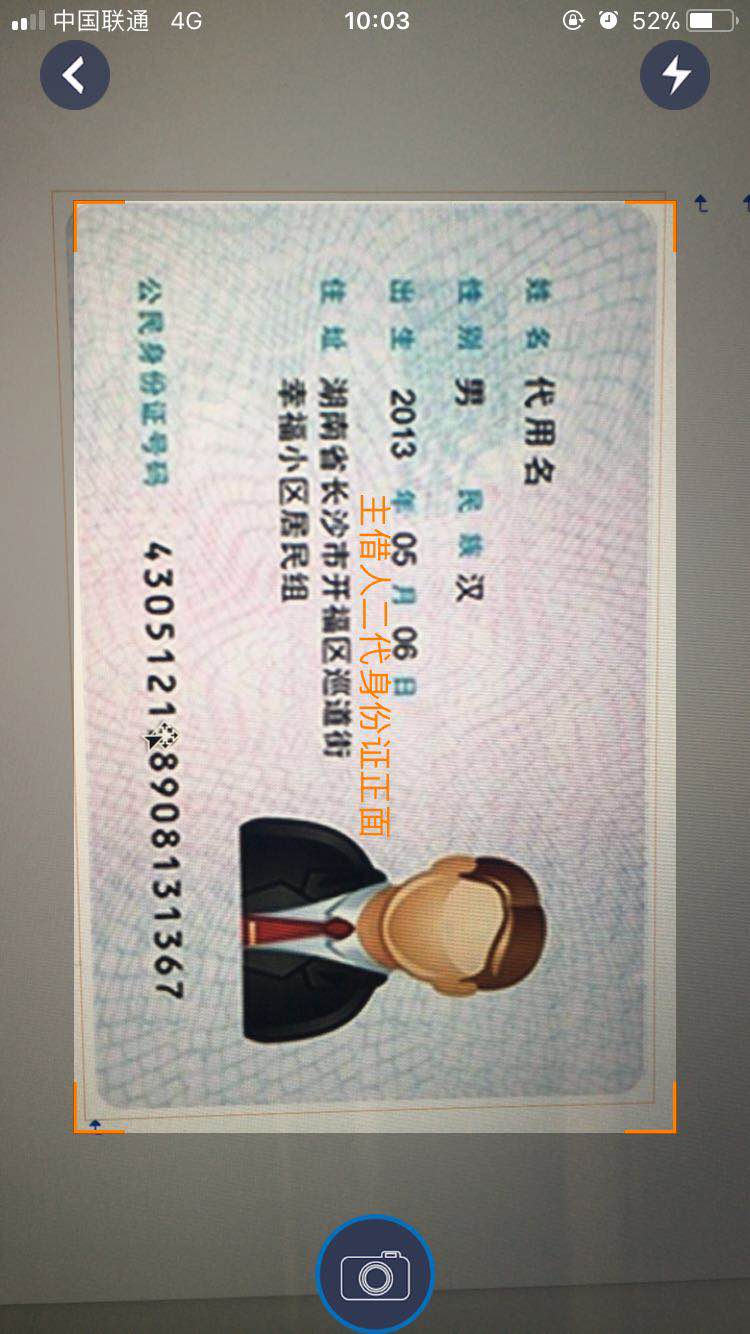 中国联通 4G 10:03 52%
姓名 代用名
性别 男 民族 汉
出生 2013 年 05 月 06 日
住址 湖南省长沙市开福区巡道街
幸福小区居民组
公民身份证号码 4305121 8908131367
主借人二代身份证正面